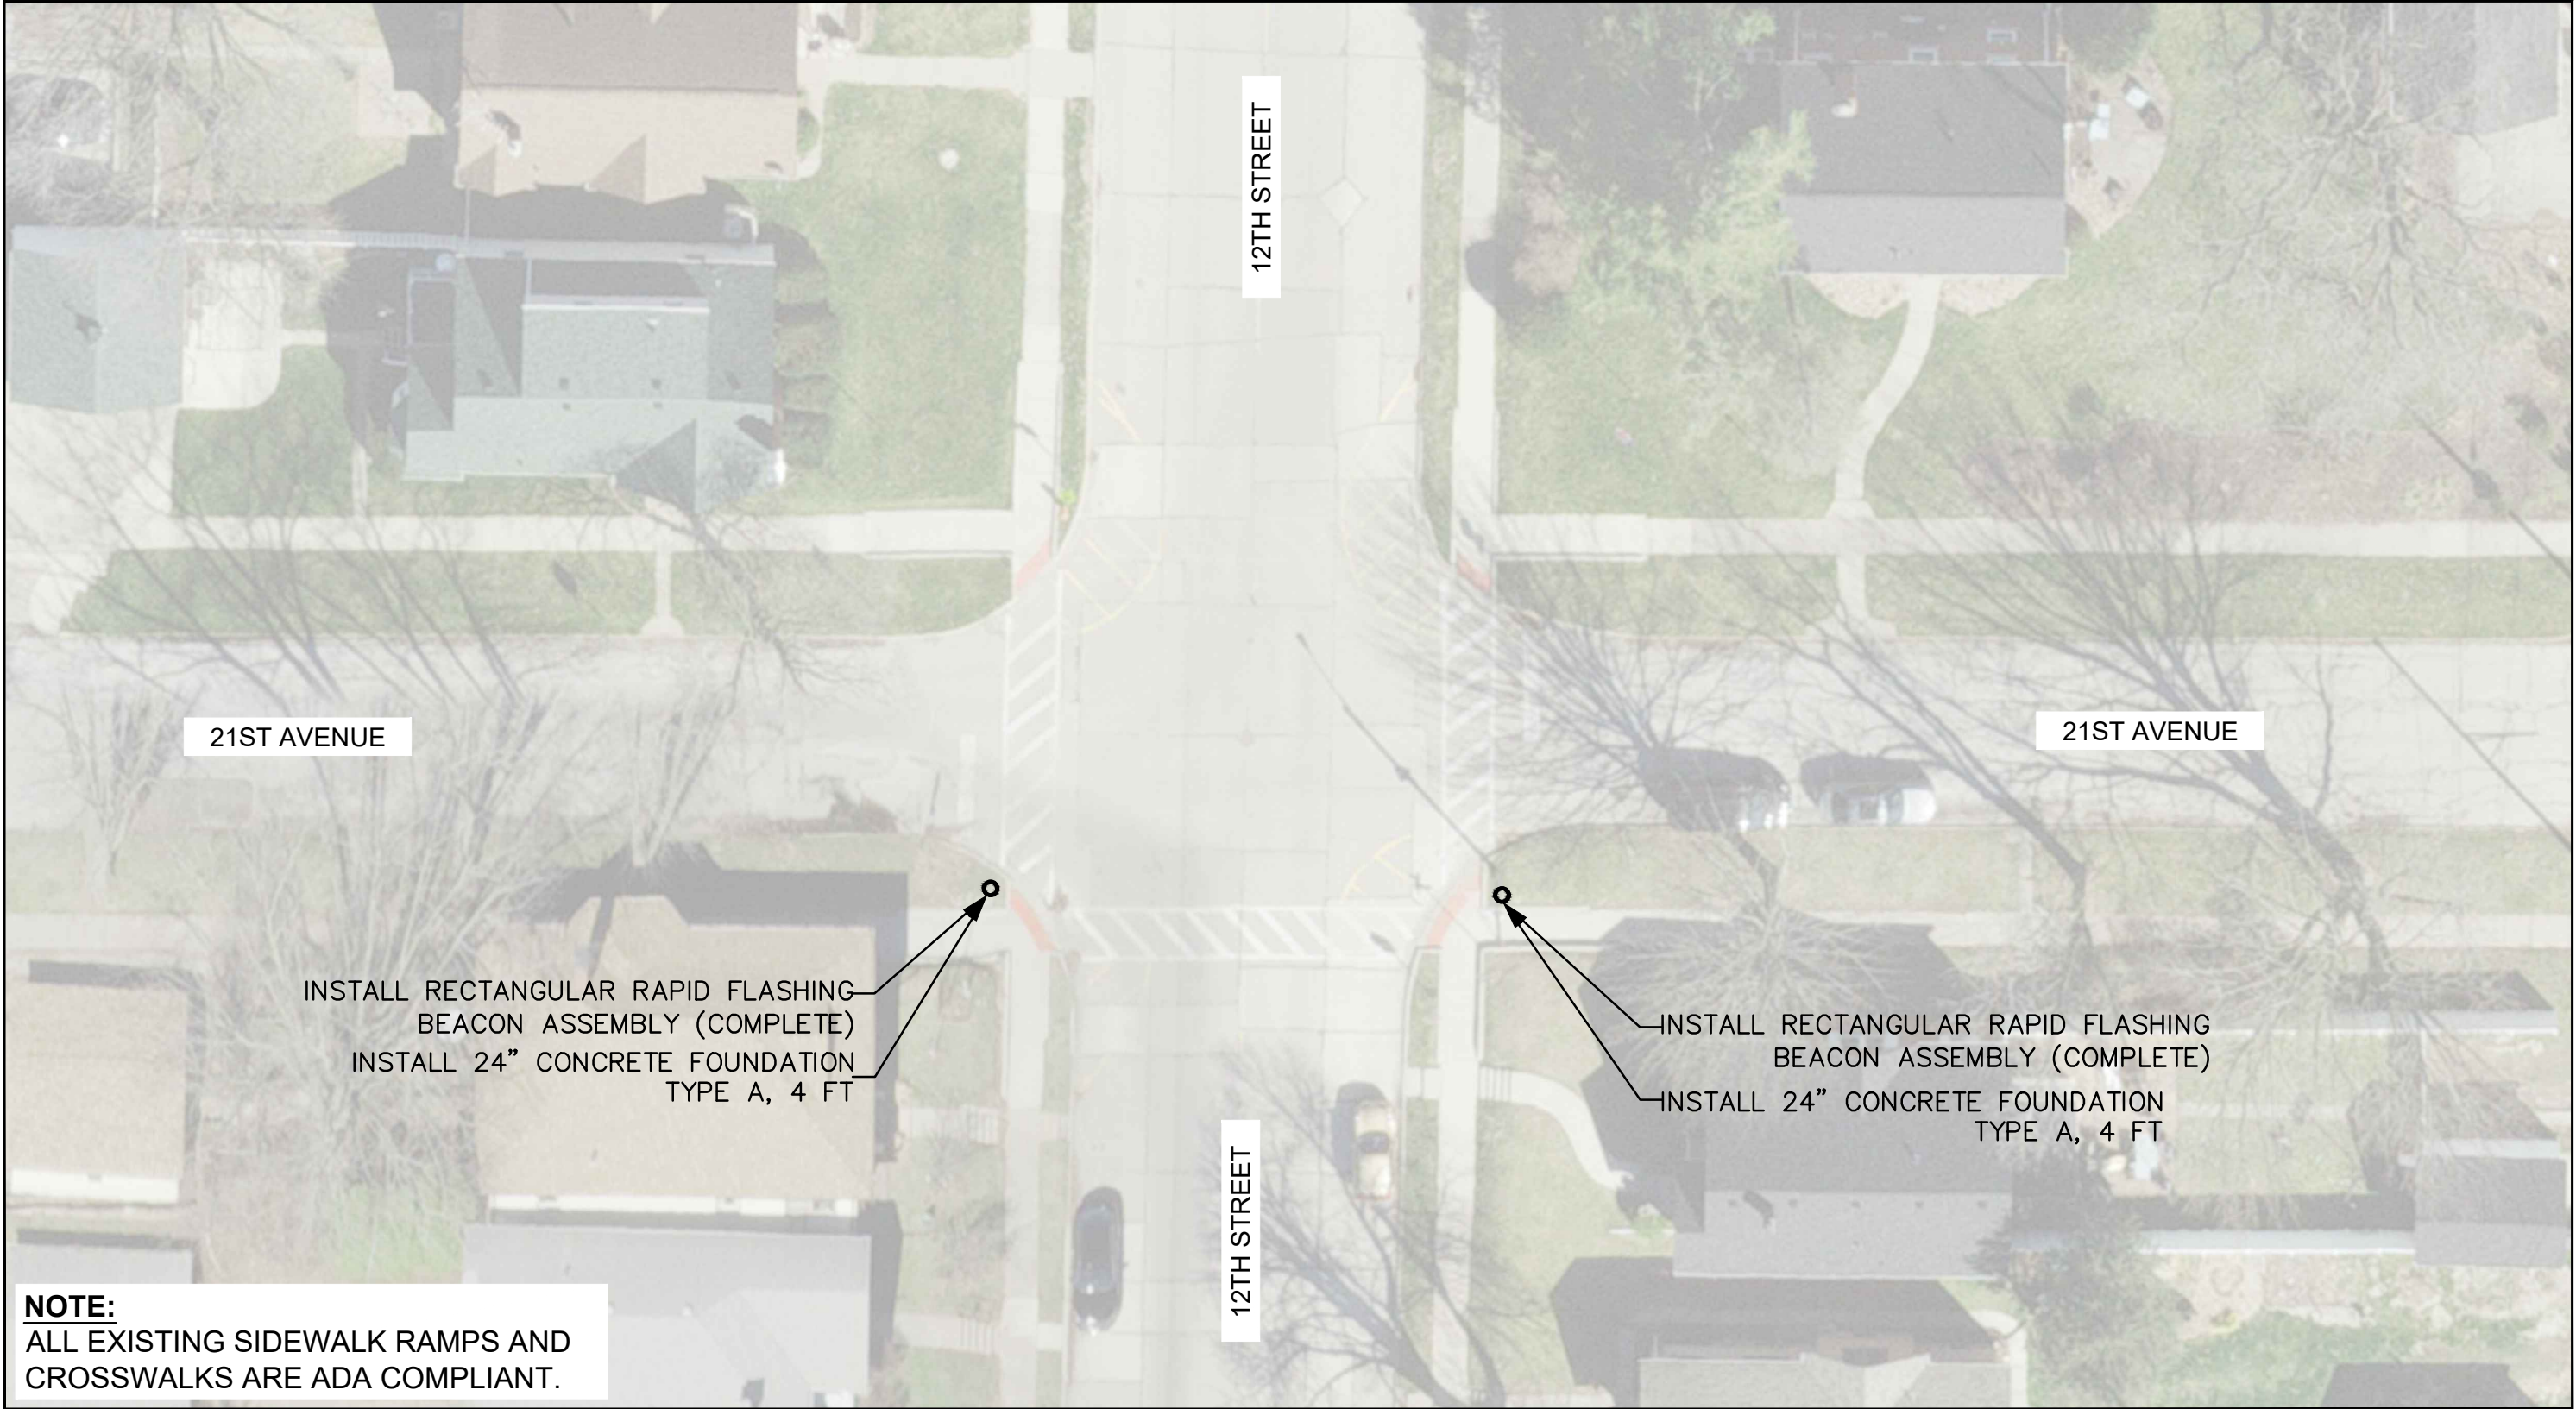 12TH STREET
21ST AVENUE
21ST AVENUE
INSTALL RECTANGULAR RAPID FLASHING
BEACON ASSEMBLY (COMPLETE)
INSTALL 24" CONCRETE FOUNDATION
TYPE A, 4 FT
INSTALL RECTANGULAR RAPID FLASHING
BEACON ASSEMBLY (COMPLETE)
INSTALL 24" CONCRETE FOUNDATION
TYPE A, 4 FT
12TH STREET
NOTE:
ALL EXISTING SIDEWALK RAMPS AND
CROSSWALKS ARE ADA COMPLIANT.